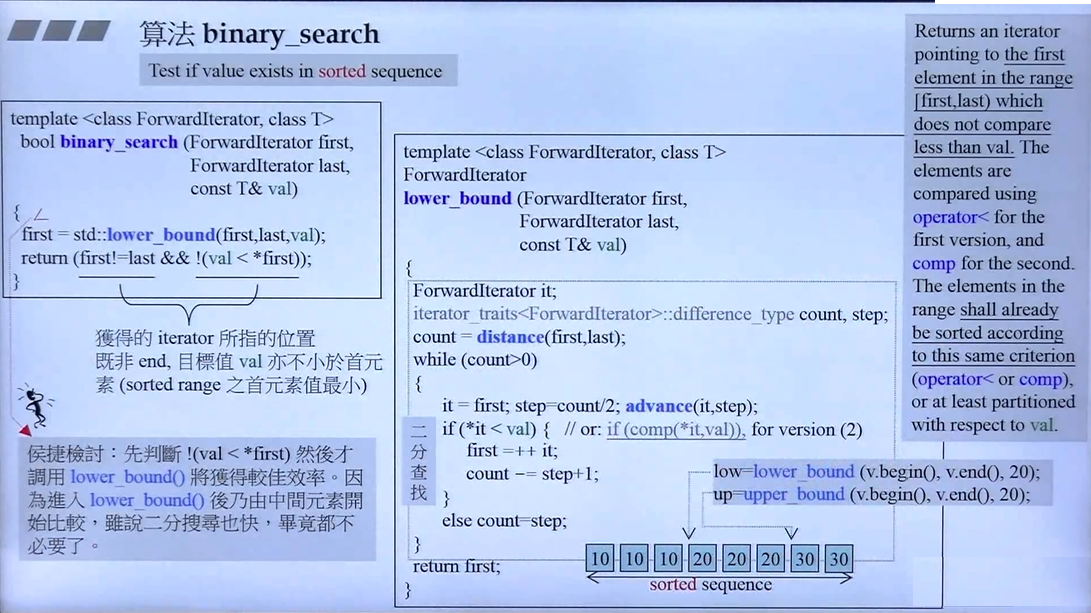 算法 binary_search
Test if value exists in sorted sequence
template <class ForwardIterator, class T>
bool binary_search (ForwardIterator first,
ForwardIterator last,
const T& val)
{
first = std::lower_bound(first,last,val);
return (first!=last && !(val < *first));
}
獲得的 iterator 所指的位置
既非 end, 目標值 val 亦不小於首元
素 (sorted range 之首元素值最小)
侯捷檢討：先判斷 !(val < *first) 然後才
調用 lower_bound() 將獲得較佳效率。因
為進入 lower_bound() 後乃由中間元素開
始比較，雖說二分搜尋也快，畢竟都不
必要了。
template <class ForwardIterator, class T>
ForwardIterator
lower_bound (ForwardIterator first,
ForwardIterator last,
const T& val)
{
ForwardIterator it;
iterator_traits<ForwardIterator>::difference_type count, step;
count = distance(first,last);
while (count>0)
{
it = first; step=count/2; advance(it,step);
if (*it < val) { // or: if (comp(*it,val)), for version (2)
first =++ it;
count -= step+1;
}
else count=step;
}
return first;
}
二
分
查
找
low=lower_bound (v.begin(), v.end(), 20);
up=upper_bound (v.begin(), v.end(), 20);
10 10 10 20 20 20 30 30
sorted sequence
Returns an iterator
pointing to the first
element in the range
[first,last) which
does not compare
less than val. The
elements are
compared using
operator< for the
first version, and
comp for the second.
The elements in the
range shall already
be sorted according
to this same criterion
(operator< or comp),
or at least partitioned
with respect to val.